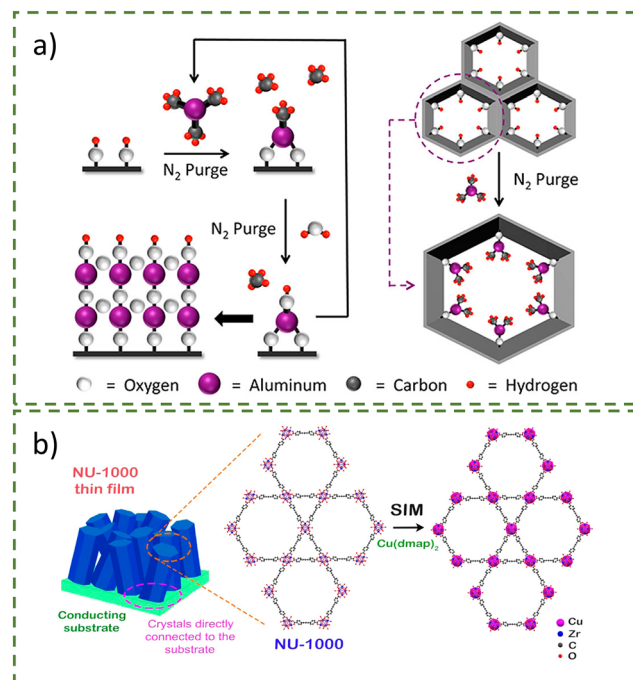 a)
N2 Purge
N2 Purge
N2 Purge
= Oxygen = Aluminum = Carbon = Hydrogen
b)
NU-1000
thin film
Conducting
substrate
Crystals directly
connected to the
substrate
NU-1000
SIM
Cu(dmap)2
Cu
Zr
C
O